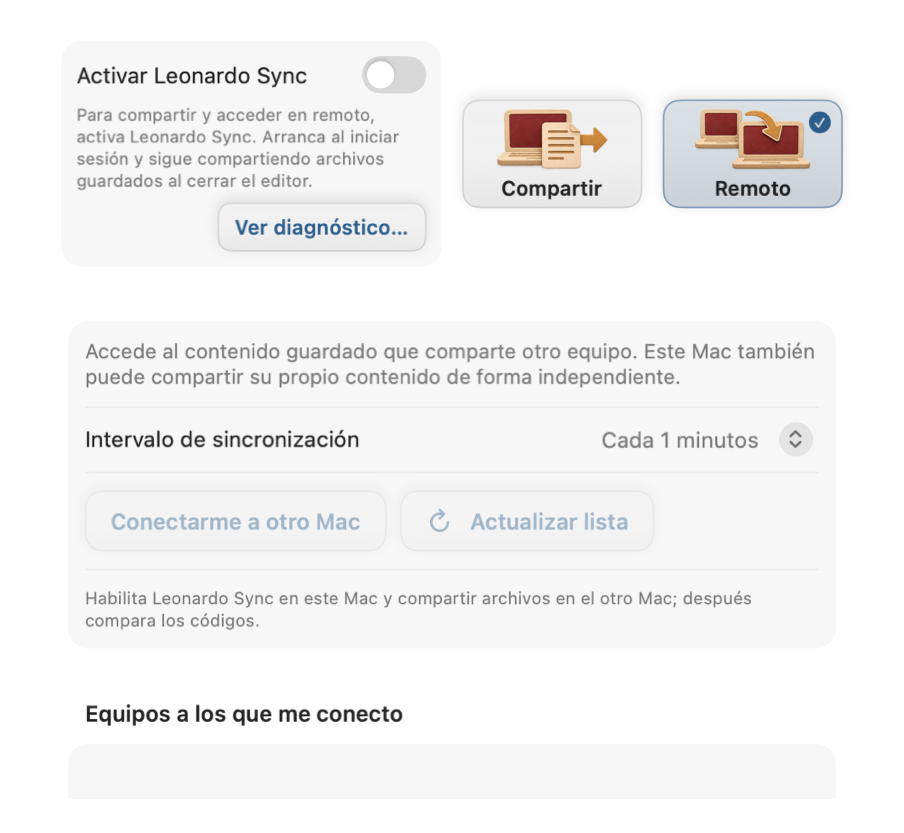 Activar Leonardo Sync
Para compartir y acceder en remoto,
activa Leonardo Sync. Arranca al iniciar
sesión y sigue compartiendo archivos
guardados al cerrar el editor.
Ver diagnóstico...
Compartir
Remoto
Accede al contenido guardado que comparte otro equipo. Este Mac también
puede compartir su propio contenido de forma independiente.
Intervalo de sincronización
Cada 1 minutos
Conectarme a otro Mac
Actualizar lista
Habilita Leonardo Sync en este Mac y compartir archivos en el otro Mac; después
compara los códigos.
Equipos a los que me conecto